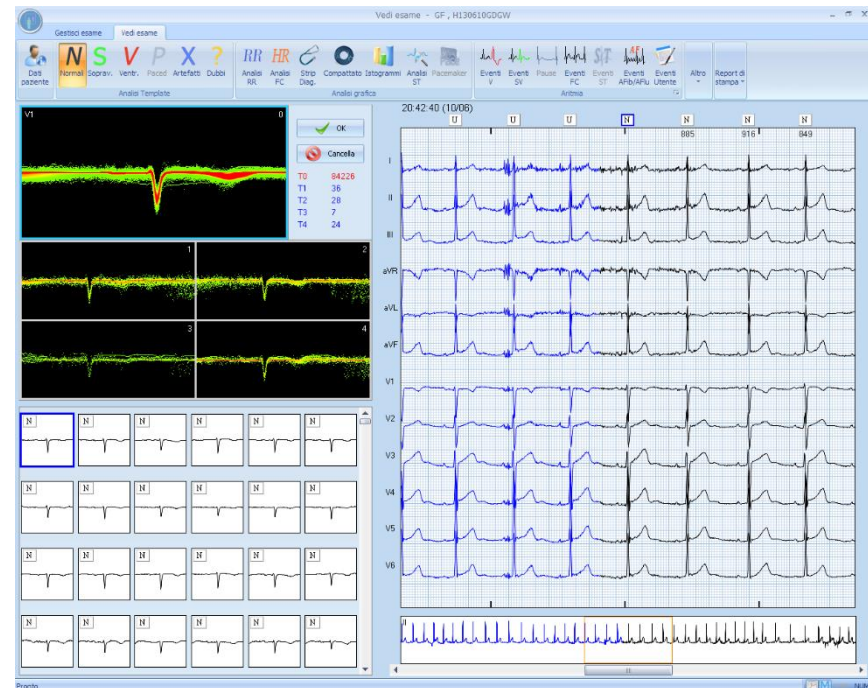 Vedi esame - GF , H130610GDGW
Gestisci esame Vedi esame
RR HR
N S V P X ?
Dati paziente Normali Soprav. Ventr. Paced Artefatti Dubbi
Analisi RR Analisi FC Strip Diag. Compattato Istogrammi Analisi ST Pacemaker
Eventi V Eventi SV Pause Eventi FC Eventi ST Eventi AFib/AFlu Eventi Utente
Altro Report di stampa
Analisi Template Analisi grafica Aritmia
V1 0
OK
Cancella
T0 84226
T1 36
T2 28
T3 7
T4 24
1 2
3 4
N N N N N N
N N N N N N
N N N N N N
N N N N N N
20:42:40 (10/06)
U U U N N N N
885 916 849
I
II
III
aVR
aVL
aVF
V1
V2
V3
V4
V5
V6
II
Pronto
NUM